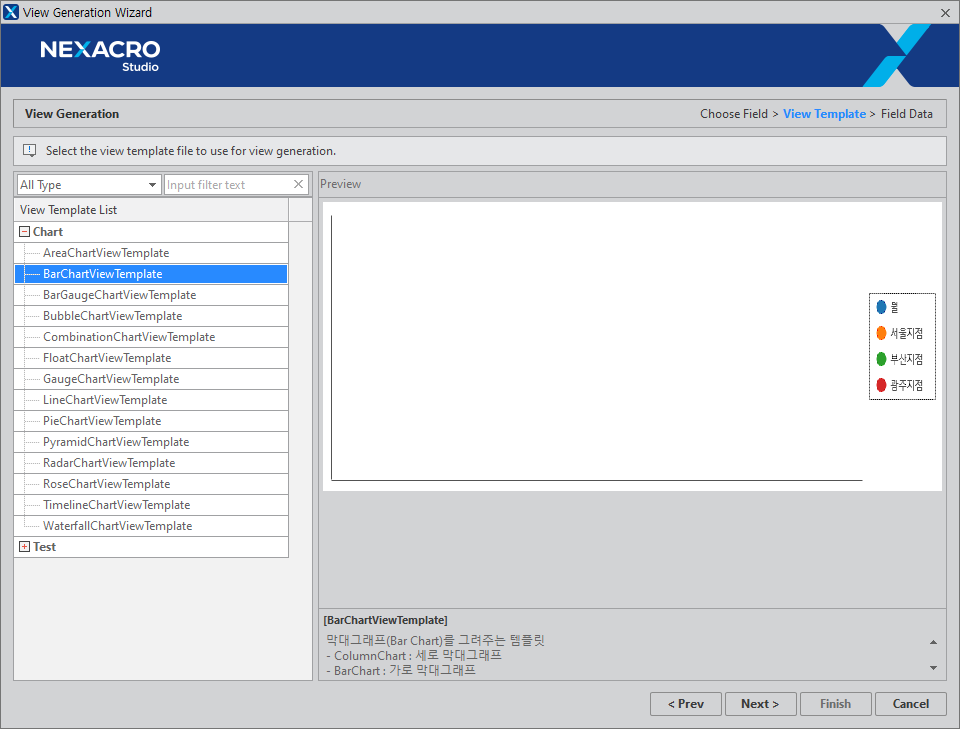 View Generation Wizard
NEXACRO
Studio
View Generation
Choose Field > View Template > Field Data
Select the view template file to use for view generation.
All Type
Input filter text
Preview
View Template List
Chart
AreaChartViewTemplate
BarChartViewTemplate
BarGaugeChartViewTemplate
BubbleChartViewTemplate
CombinationChartViewTemplate
FloatChartViewTemplate
GaugeChartViewTemplate
LineChartViewTemplate
PieChartViewTemplate
PyramidChartViewTemplate
RadarChartViewTemplate
RoseChartViewTemplate
TimelineChartViewTemplate
WaterfallChartViewTemplate
Test
월
서울지점
부산지점
광주지점
[BarChartViewTemplate]
막대그래프(Bar Chart)를 그려주는 템플릿
- ColumnChart : 세로 막대그래프
- BarChart : 가로 막대그래프
< Prev
Next >
Finish
Cancel